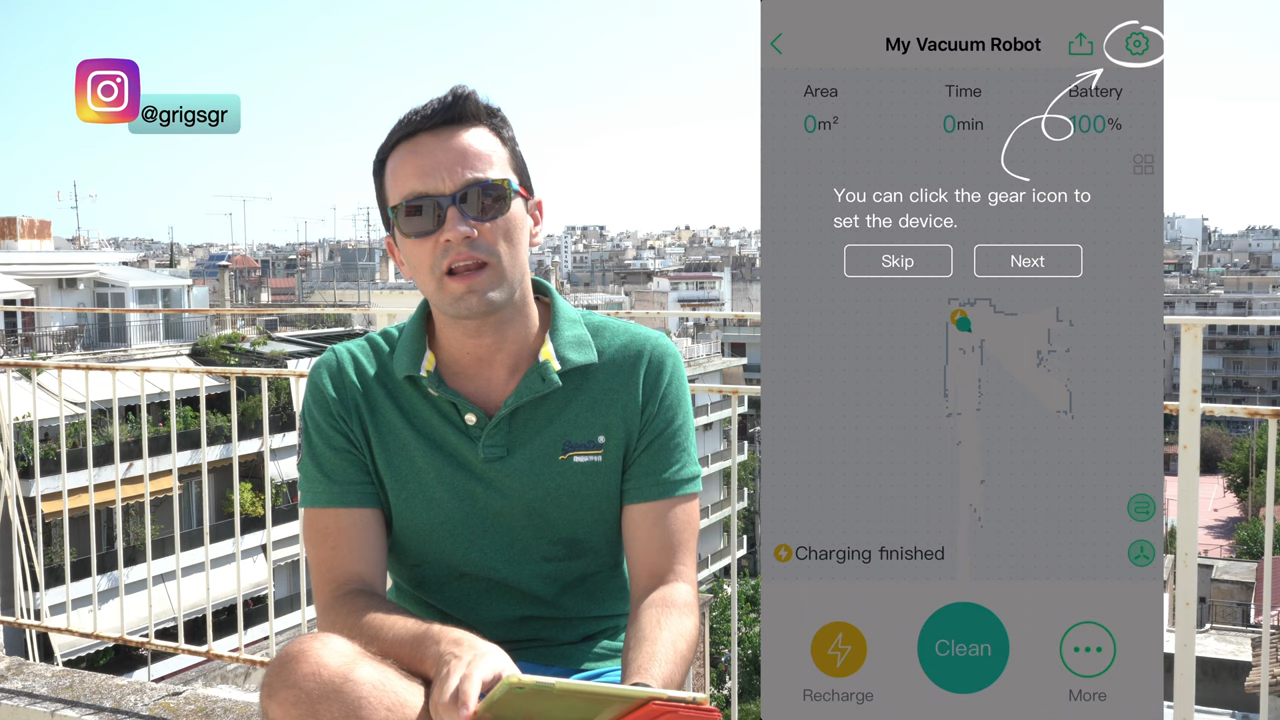 @grigsgr
My Vacuum Robot
Area
Time
Battery
0m²
0min
100%
You can click the gear icon to
set the device.
Skip
Next
Charging finished
Clean
Recharge
More